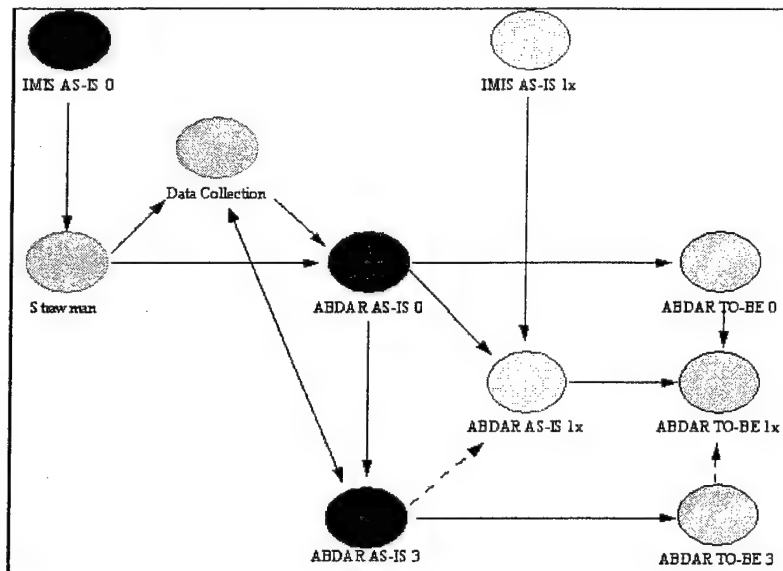 IMIS AS-IS 0
IMIS AS-IS 1x
Data Collection
Strawman
ABDAR AS-IS 0
ABDAR TO-BE 0
ABDAR AS-IS 1x
ABDAR TO-BE 1x
ABDAR AS-IS 3
ABDAR TO-BE 3